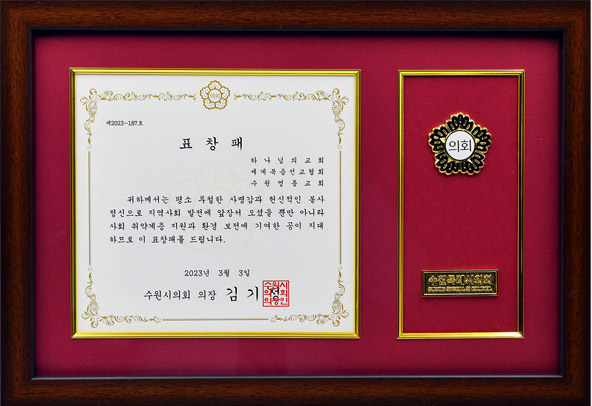 의회
제2023-187호
표창패
하나님의교회
세계복음선교협회
수원영통교회
귀하께서는 평소 투철한 사명감과 헌신적인 봉사
정신으로 지역사회 발전에 앞장서 오셨을 뿐만 아니라
사회 취약계층 지원과 환경 보전에 기여한 공이 지대
하므로 이 표창패를 드립니다.
2023년 3월 3일
수원시의회 의장 김기
의회
수원특례시의회